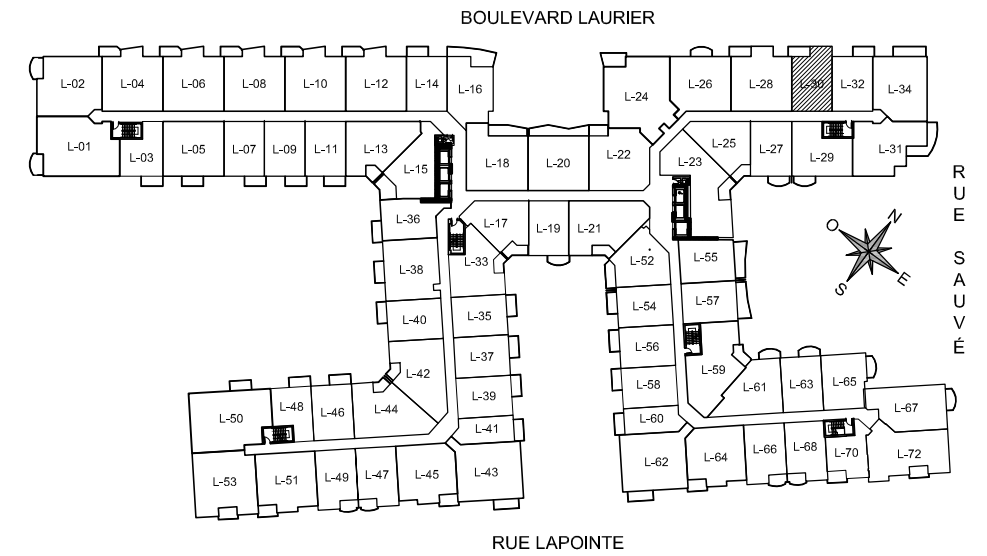 BOULEVARD LAURIER
L-02
L-04
L-06
L-08
L-10
L-12
L-14
L-16
L-24
L-26
L-28
L-30
L-32
L-34
L-01
L-03
L-05
L-07
L-09
L-11
L-13
L-15
L-18
L-20
L-22
L-23
L-25
L-27
L-29
L-31
RUE SAUVÉ
L-36
L-17
L-19
L-21
N
O
E
S
L-38
L-33
L-52
L-55
L-40
L-35
L-54
L-57
L-42
L-37
L-56
L-59
L-39
L-58
L-61
L-63
L-65
L-50
L-48
L-46
L-44
L-41
L-60
L-67
L-53
L-51
L-49
L-47
L-45
L-43
L-62
L-64
L-66
L-68
L-70
L-72
RUE LAPOINTE